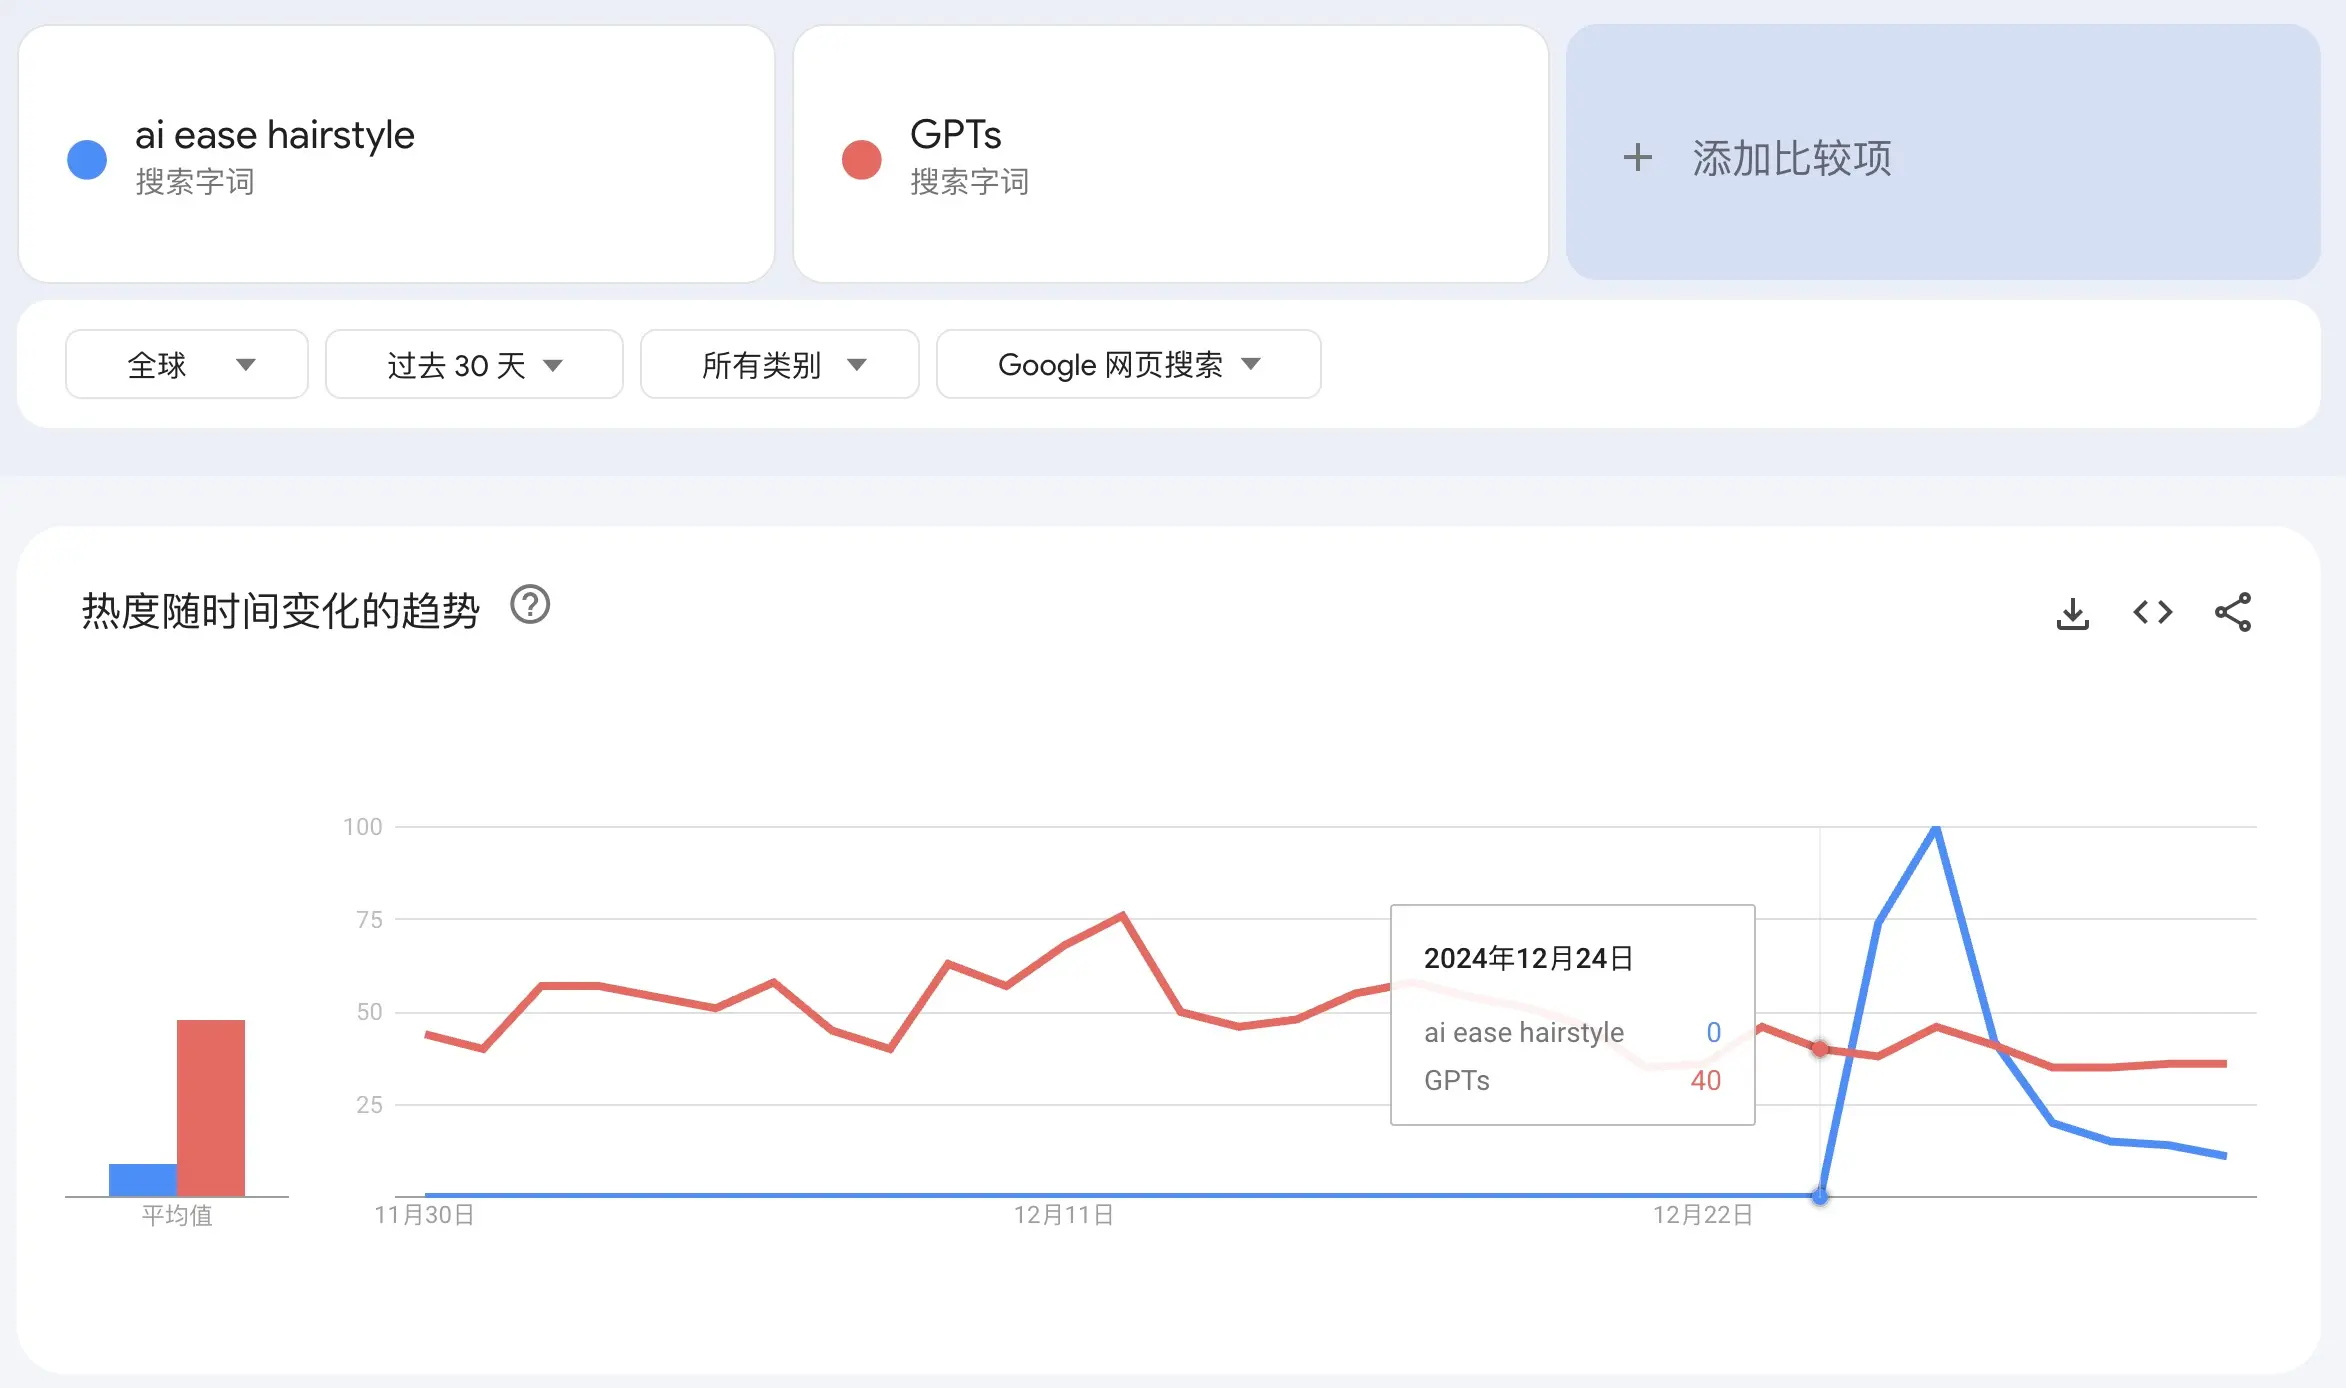 ai ease hairstyle
搜索字词
GPTs
搜索字词
+ 添加比较项
全球
过去 30 天
所有类别
Google 网页搜索
热度随时间变化的趋势
100
75
50
25
平均值
11月30日
12月11日
12月22日
2024年12月24日
ai ease hairstyle 0
GPTs 40